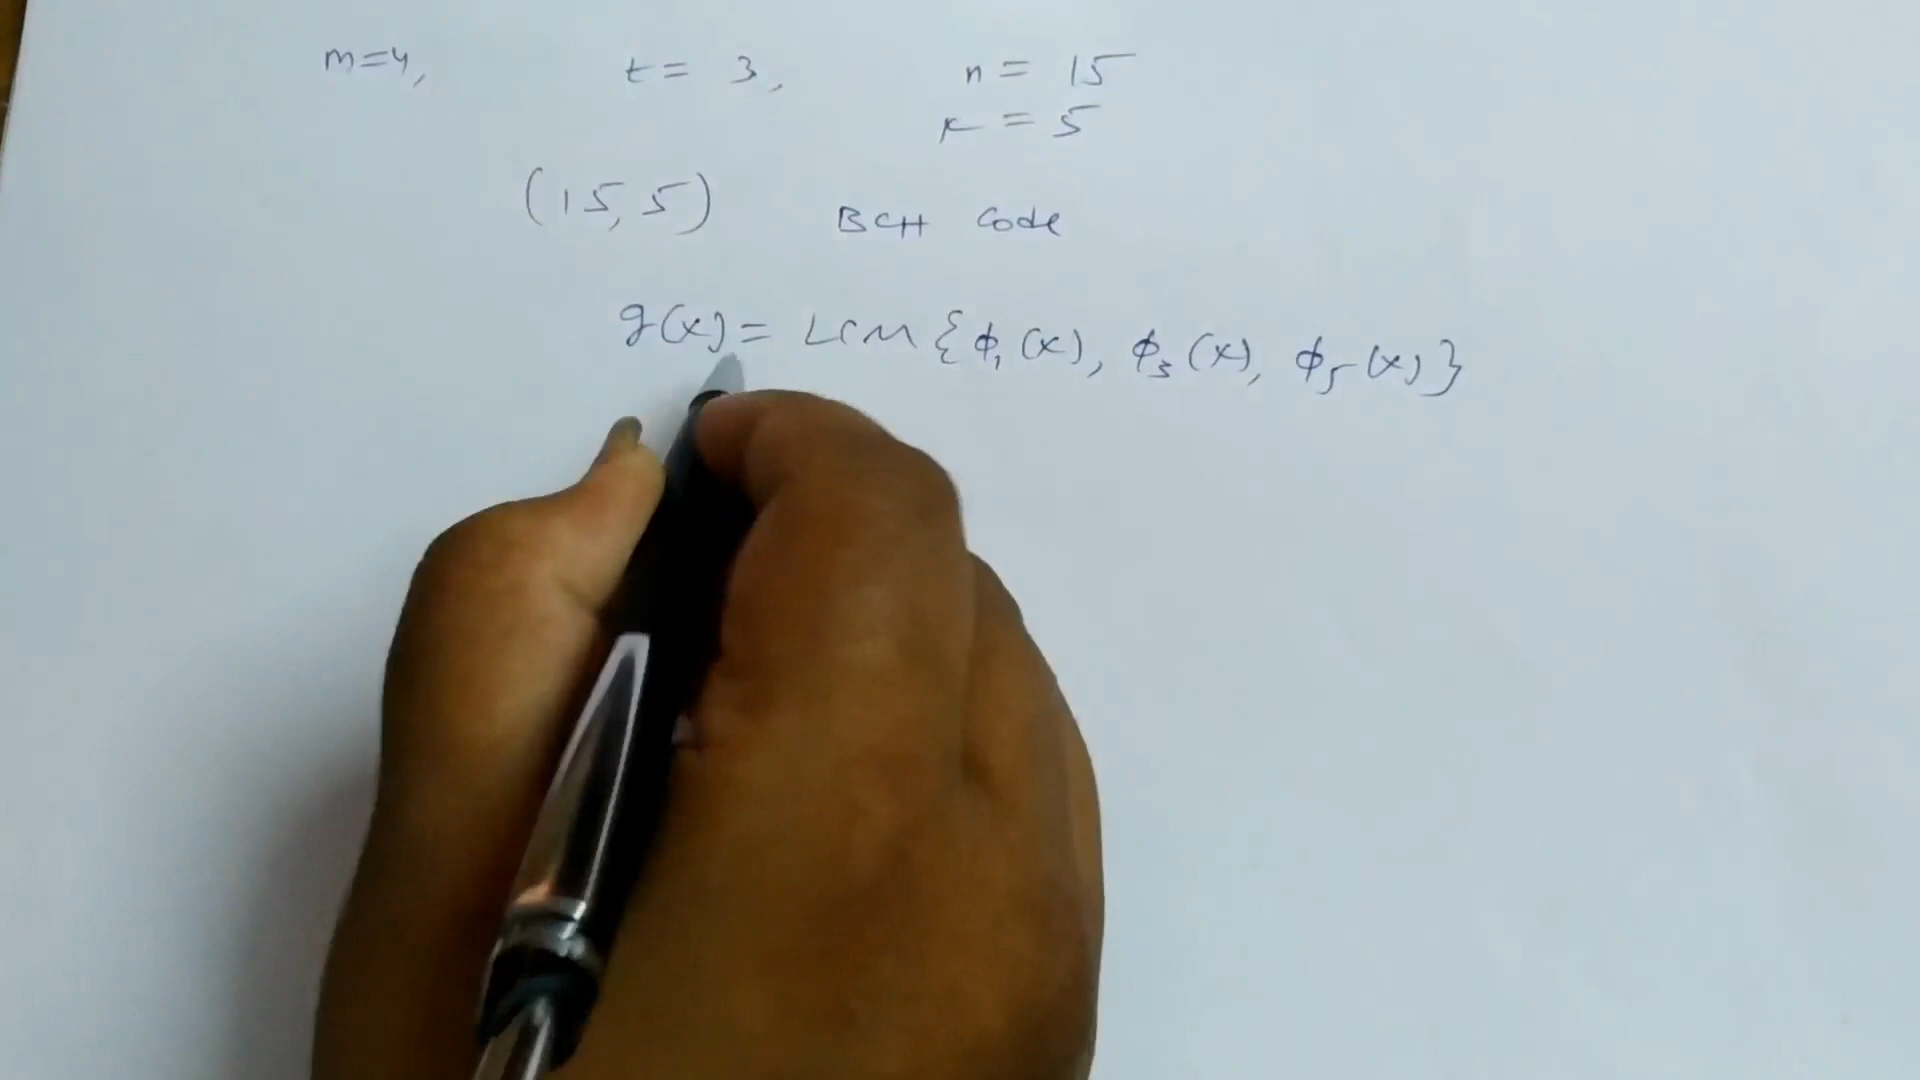 m=4, t= 3, n = 15
k = 5
(15,5) BCH Code
g(x)= LCM{ϕ₁(x), ϕ₃(x), ϕ₅(x)}